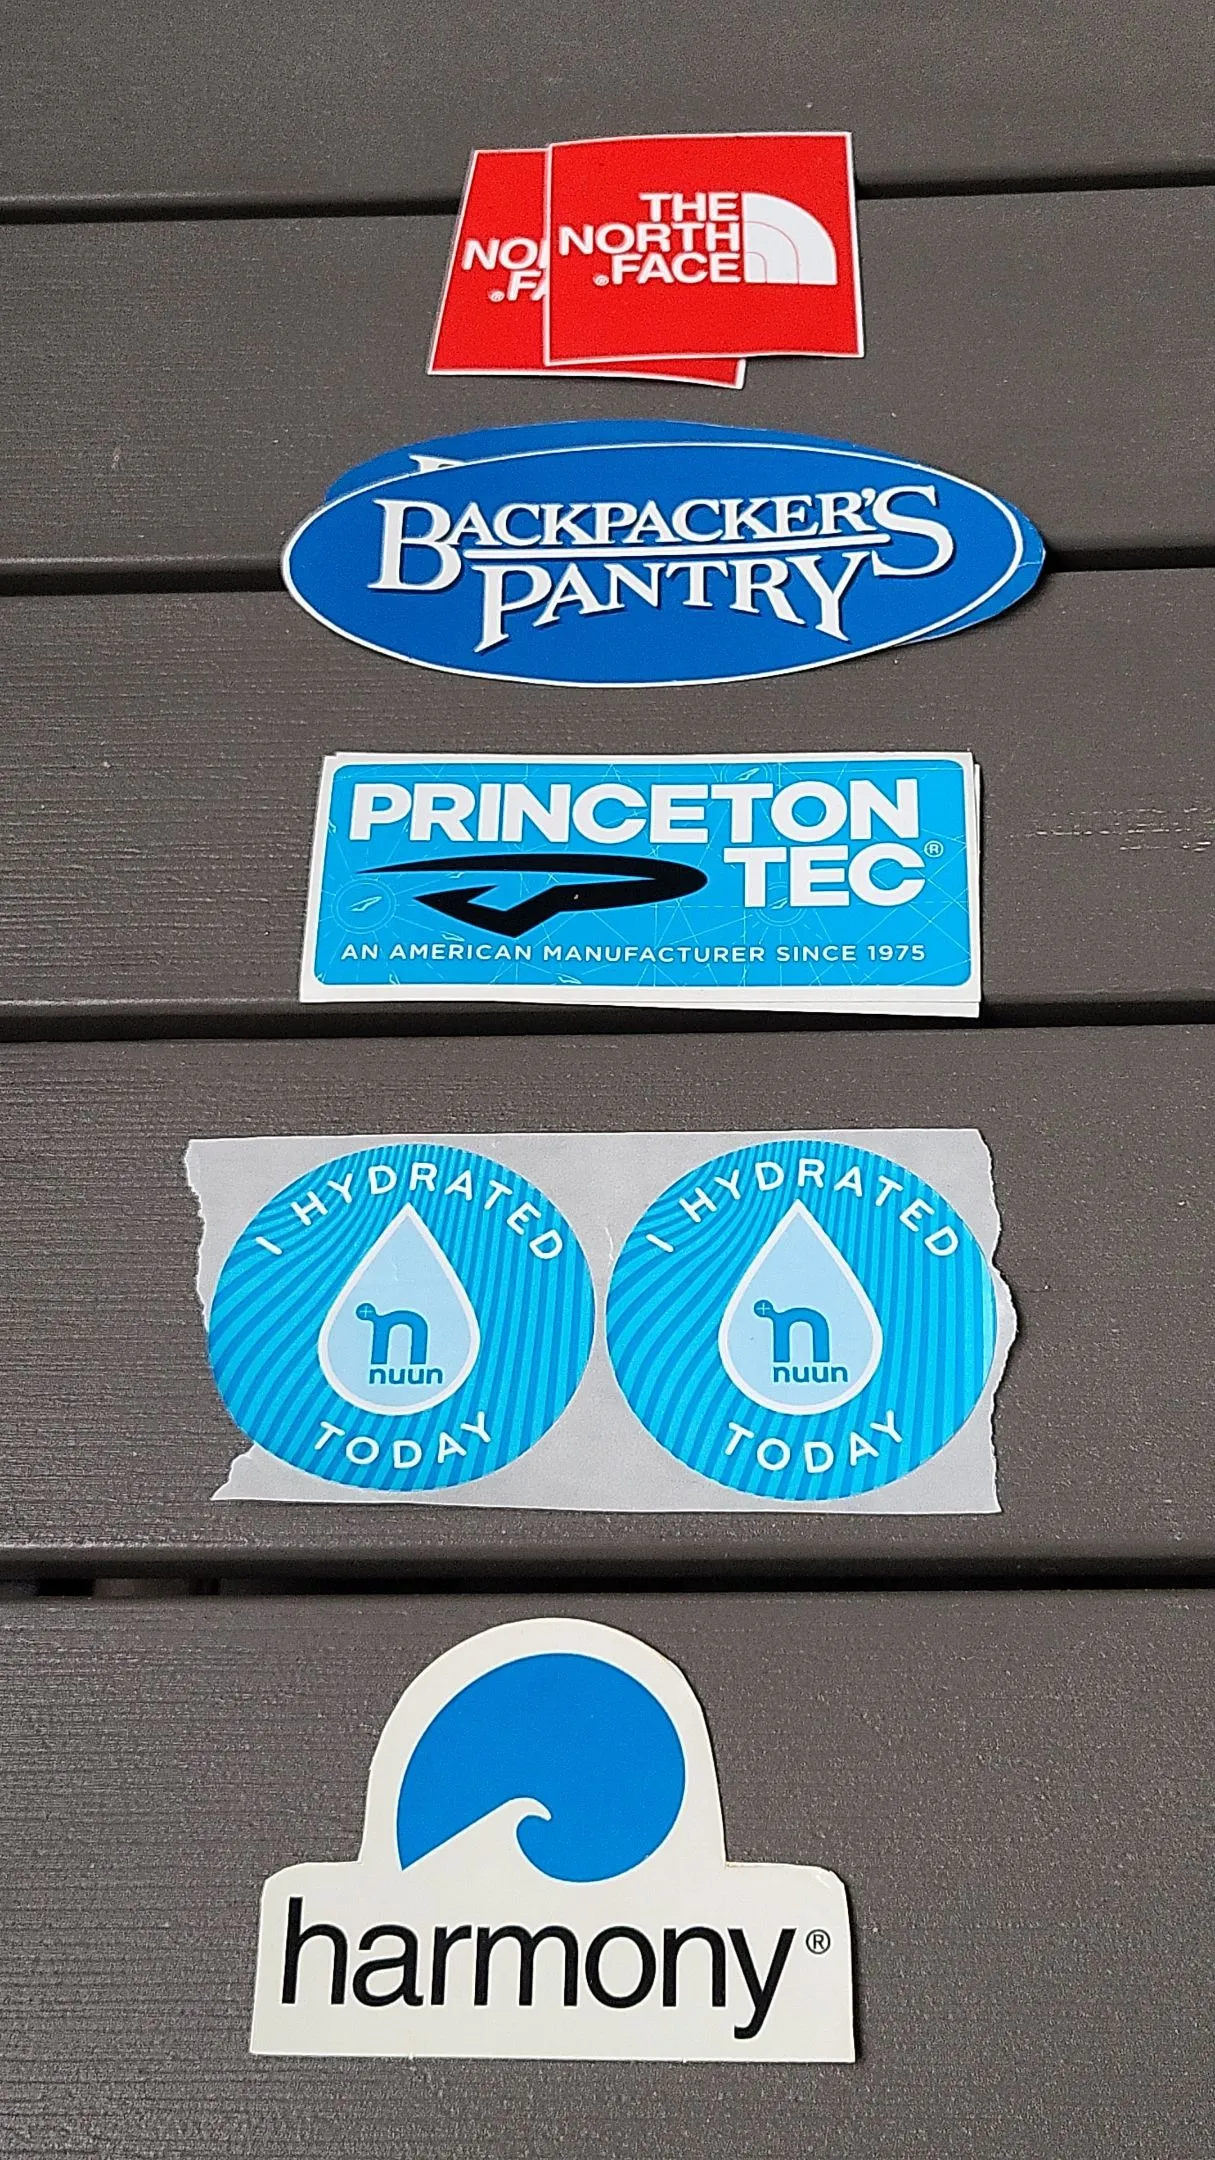 THE
NORTH
® FACE
NO
® FA
BACKPACKER'S
PANTRY
PRINCETON
TEC®
AN AMERICAN MANUFACTURER SINCE 1975
I HYDRATED
n
nuun
TODAY
I HYDRATED
n
nuun
TODAY
harmony®